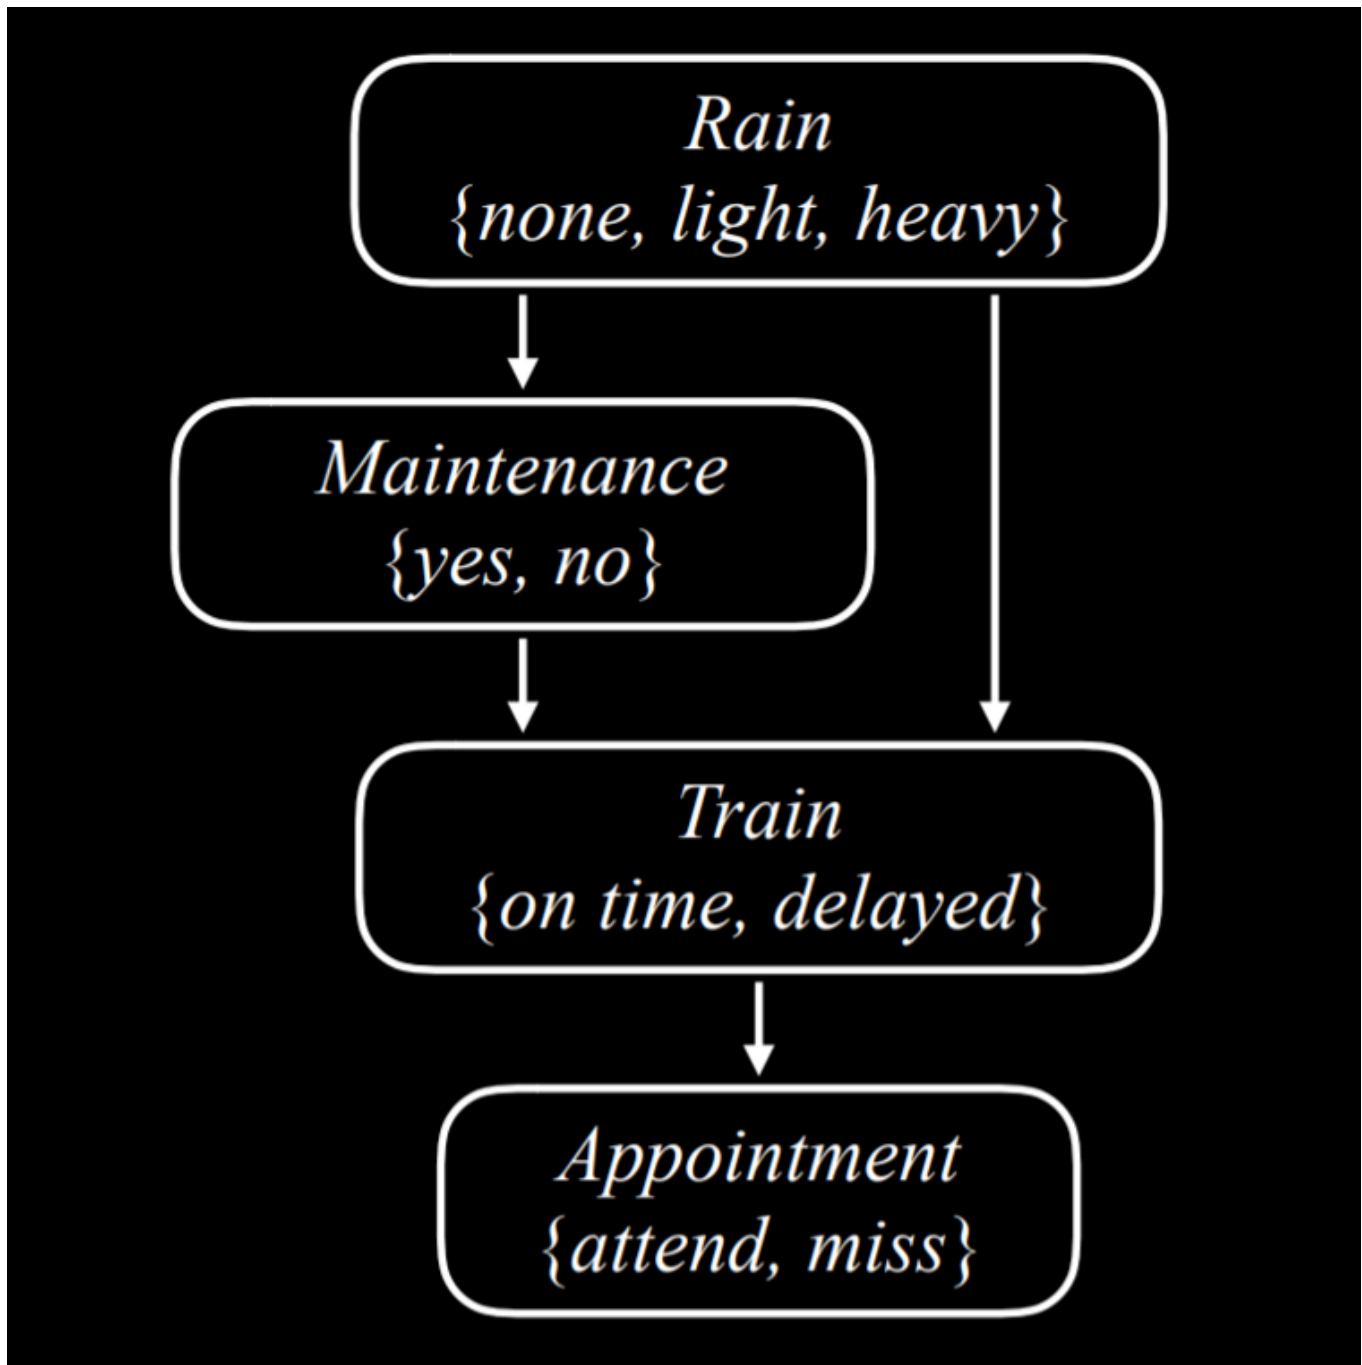 Rain
{none, light, heavy}
Maintenance
{yes, no}
Train
{on time, delayed}
Appointment
{attend, miss}